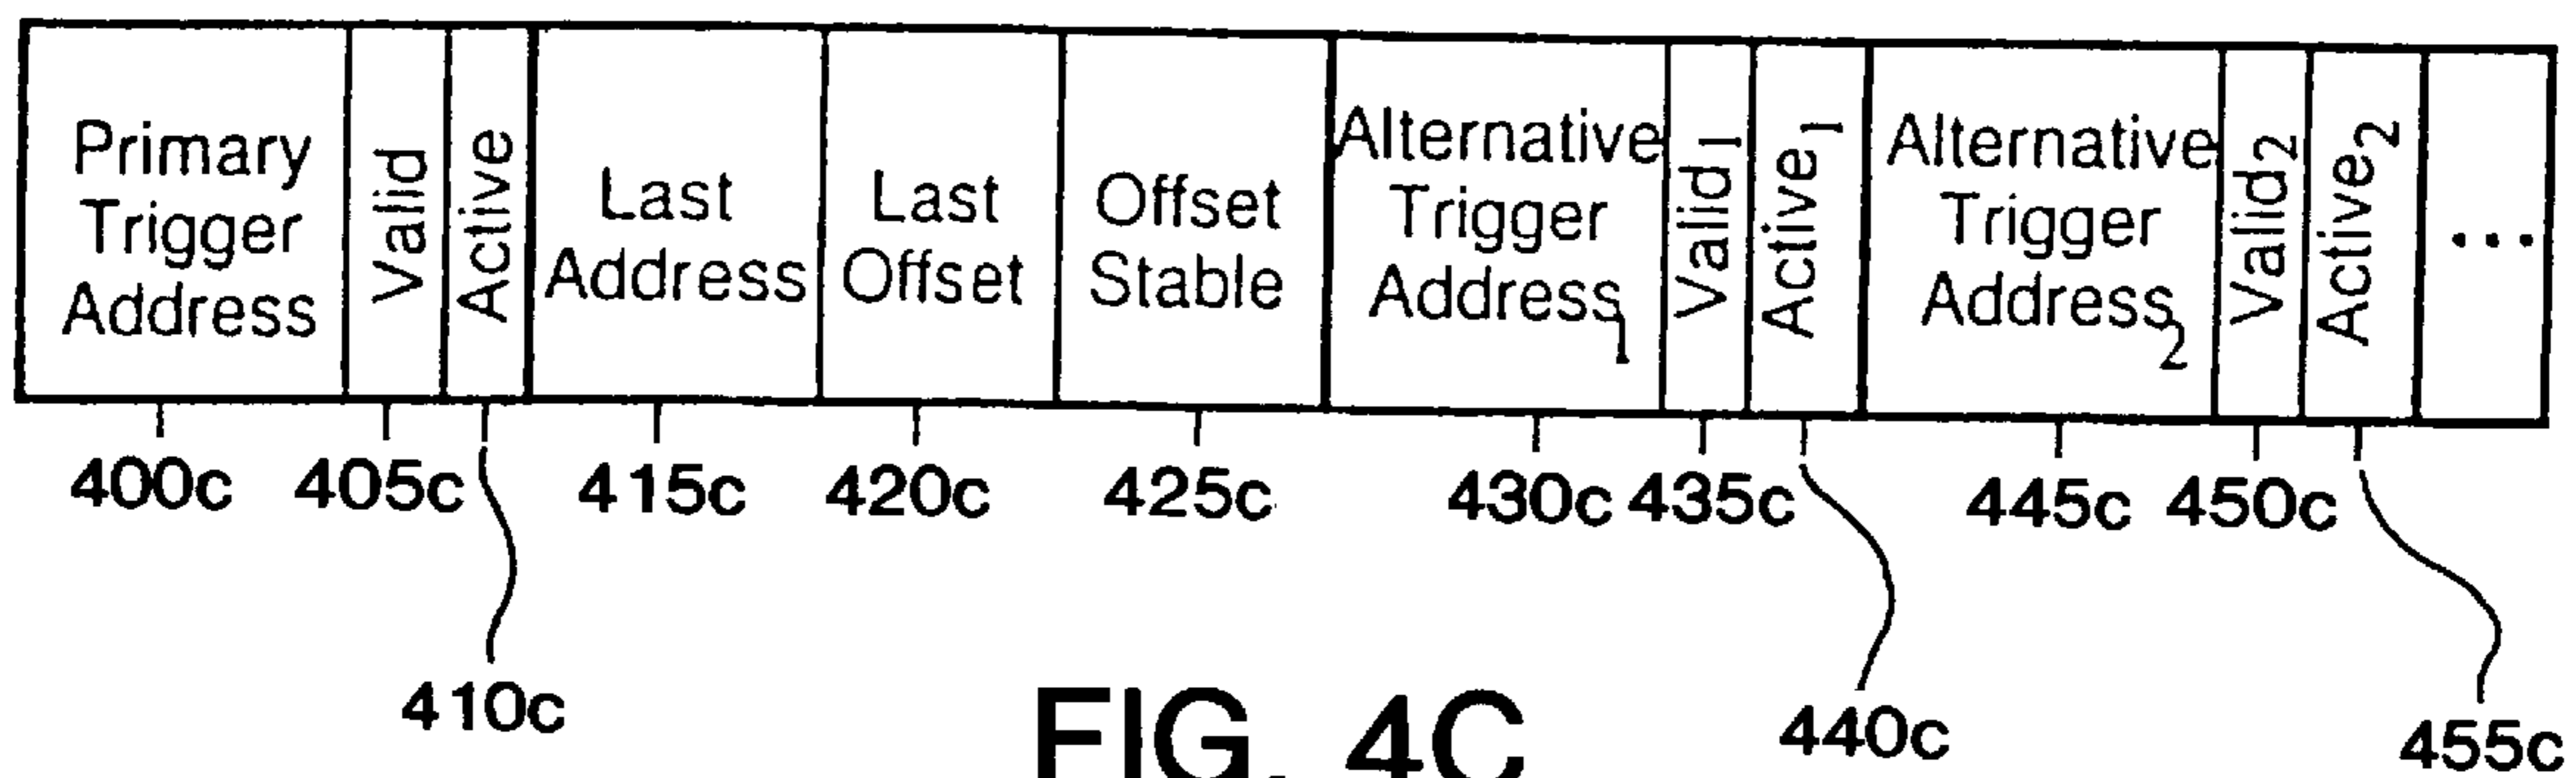 Primary
Trigger
Address
Valid
Active
Last
Address
Last
Offset
Offset
Stable
Alternative
Trigger
Address1
Valid1
Active1
Alternative
Trigger
Address2
Valid2
Active2
...
400c 405c 415c 420c 425c 430c 435c 445c 450c
410c 440c 455c
FIG. 4C